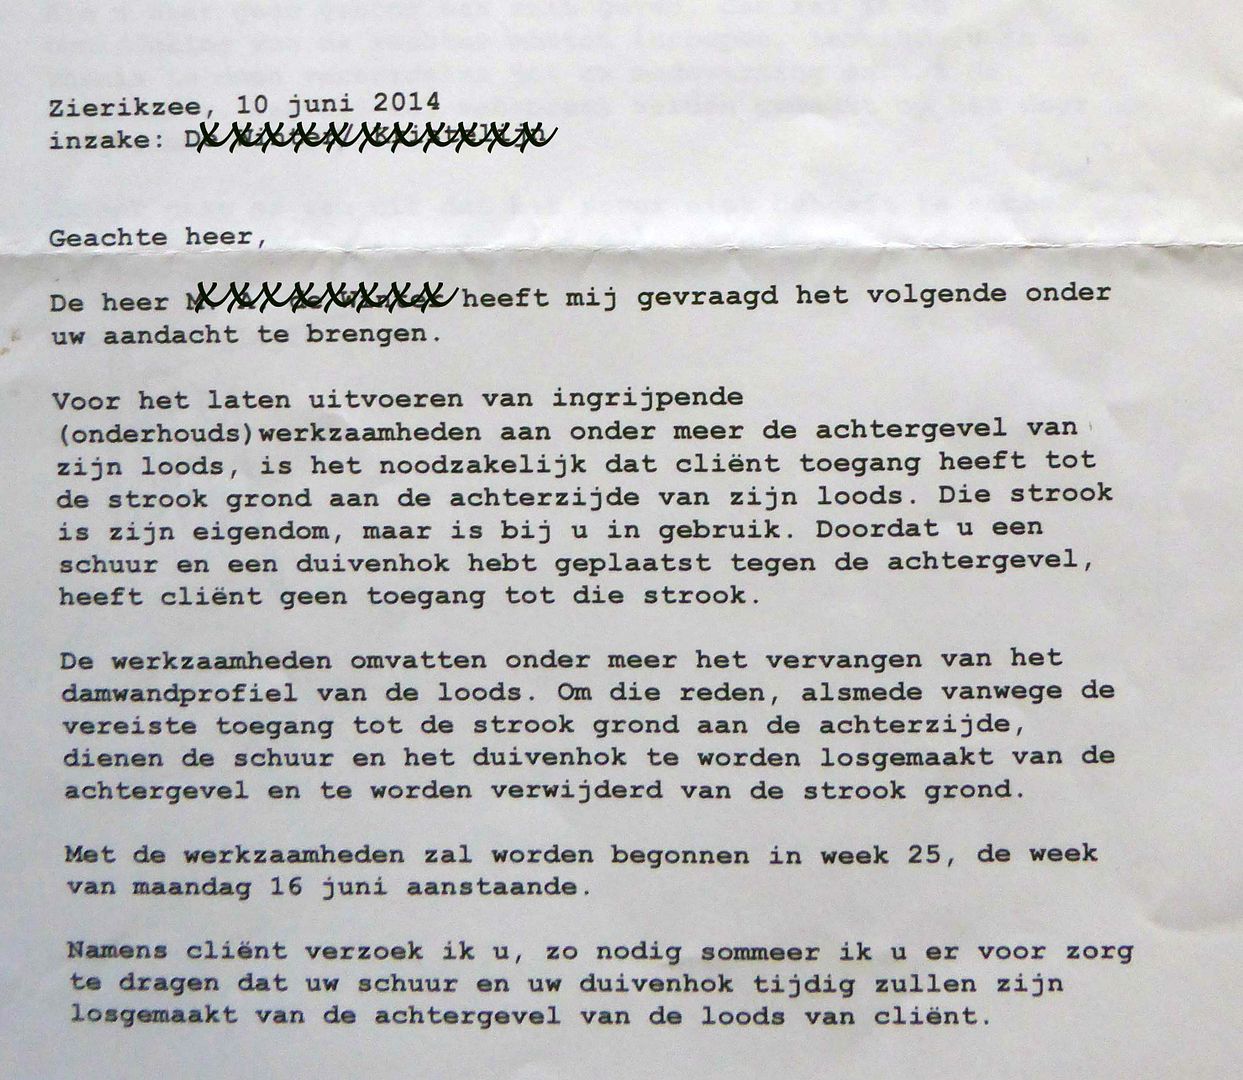 Zierikzee, 10 juni 2014
inzake:
Geachte heer,
De heer heeft mij gevraagd het volgende onder
uw aandacht te brengen.
Voor het laten uitvoeren van ingrijpende
(onderhouds)werkzaamheden aan onder meer de achtergevel van
zijn loods, is het noodzakelijk dat cliënt toegang heeft tot
de strook grond aan de achterzijde van zijn loods. Die strook
is zijn eigendom, maar is bij u in gebruik. Doordat u een
schuur en een duivenhok hebt geplaatst tegen de achtergevel,
heeft cliënt geen toegang tot die strook.
De werkzaamheden omvatten onder meer het vervangen van het
damwandprofiel van de loods. Om die reden, alsmede vanwege de
vereiste toegang tot de strook grond aan de achterzijde,
dienen de schuur en het duivenhok te worden losgemaakt van de
achtergevel en te worden verwijderd van de strook grond.
Met de werkzaamheden zal worden begonnen in week 25, de week
van maandag 16 juni aanstaande.
Namens cliënt verzoek ik u, zo nodig sommeer ik u er voor zorg
te dragen dat uw schuur en uw duivenhok tijdig zullen zijn
losgemaakt van de achtergevel van de loods van cliënt.